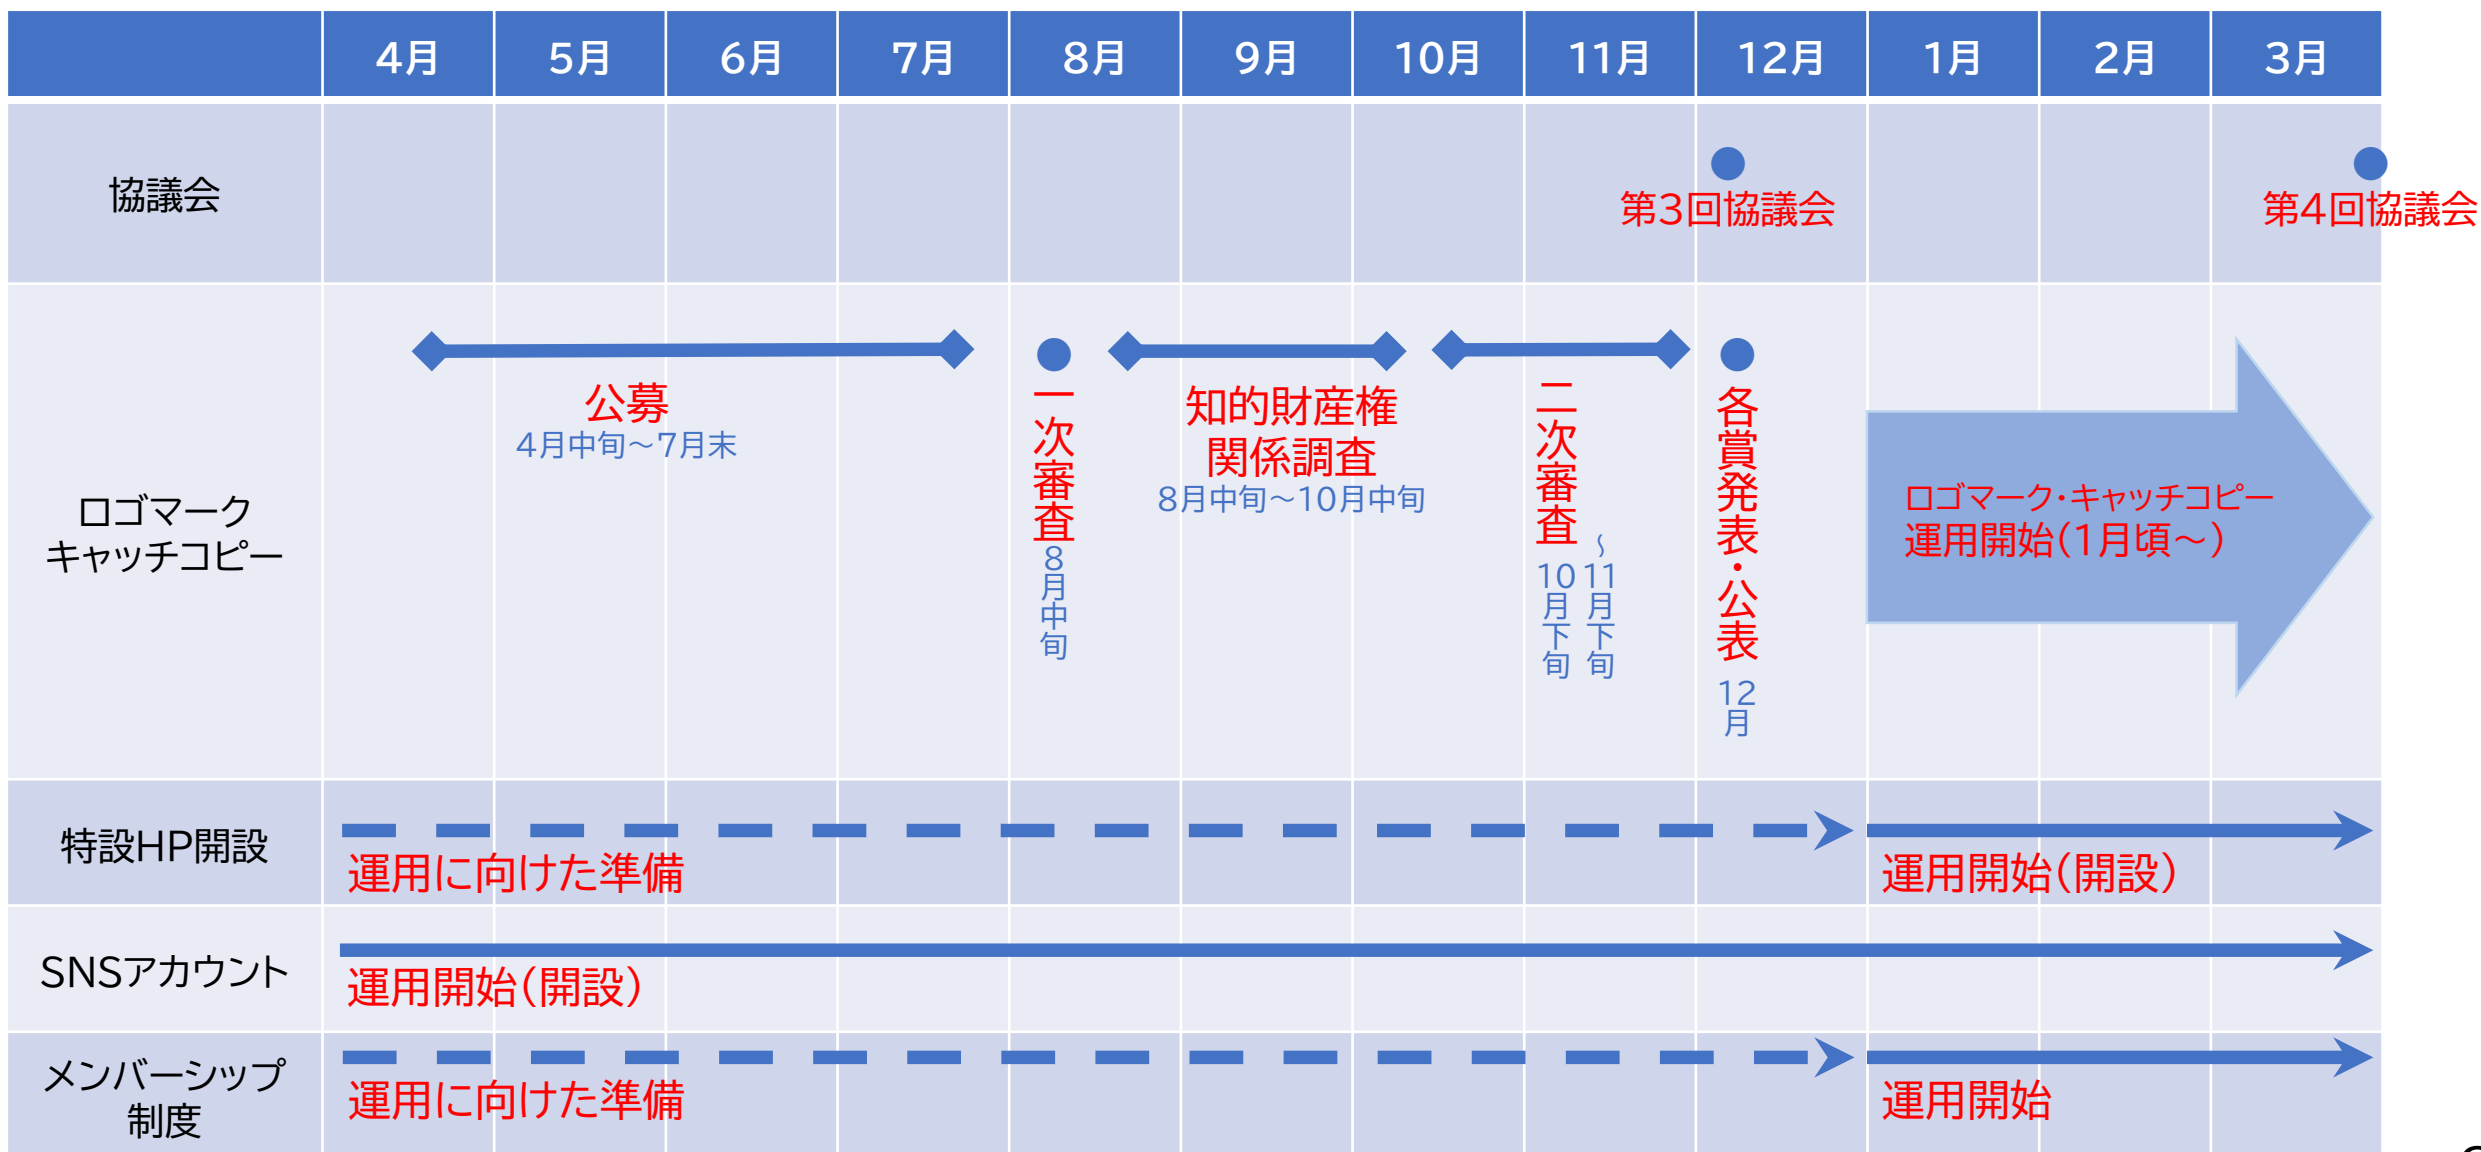 4月 5月 6月 7月 8月 9月 10月 11月 12月 1月 2月 3月
協議会
第3回協議会
第4回協議会
ロゴマーク
キャッチコピー
公募
4月中旬～7月末
一次審査
8月中旬
知的財産権
関係調査
8月中旬～10月中旬
二次審査
10月下旬
～11月下旬
各賞発表・公表
12月
ロゴマーク・キャッチコピー
運用開始(1月頃～)
特設HP開設
運用に向けた準備
運用開始(開設)
SNSアカウント
運用開始(開設)
メンバーシップ
制度
運用に向けた準備
運用開始